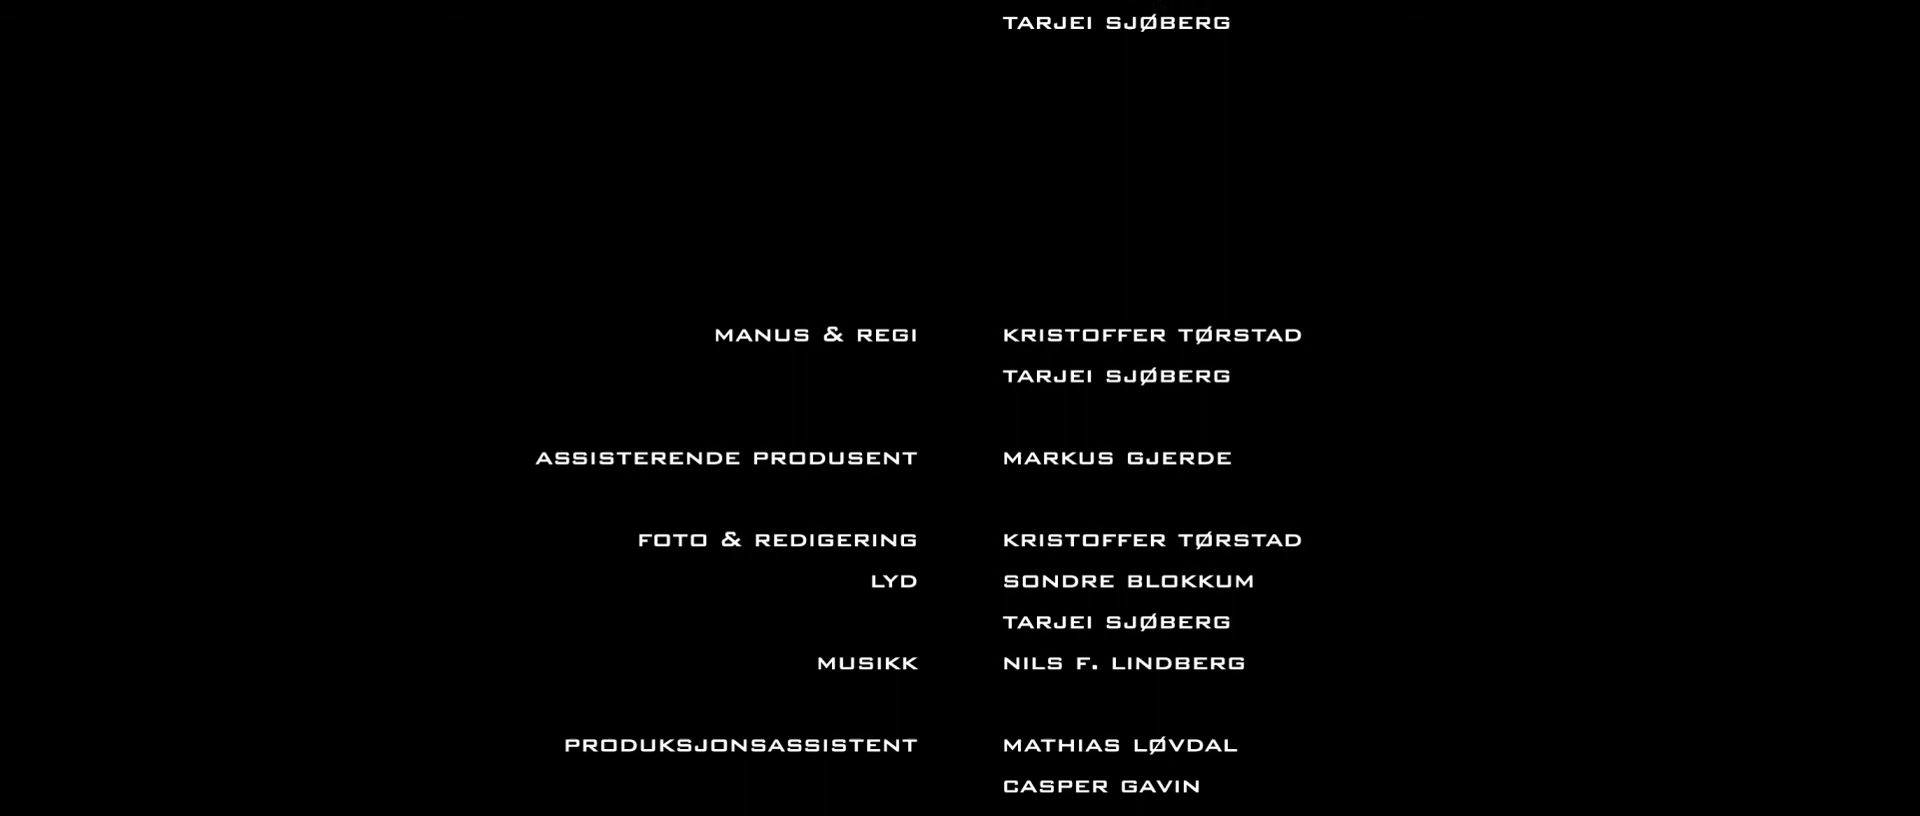 TARJEI SJØBERG
MANUS & REGI KRISTOFFER TØRSTAD
TARJEI SJØBERG
ASSISTERENDE PRODUSENT MARKUS GJERDE
FOTO & REDIGERING KRISTOFFER TØRSTAD
LYD SONDRE BLOKKUM
TARJEI SJØBERG
MUSIKK NILS F. LINDBERG
PRODUKSJONSASSISTENT MATHIAS LØVDAL
CASPER GAVIN